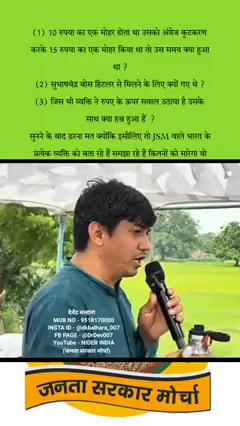 (1) 10 रुपया का एक मोहर होता था उसको अंग्रेज कूटकरण
करके 15 रुपया का एक मोहर किया था तो उस समय क्या हुआ
था ?
(2) सुभाषचंद्र बोस हिटलर से मिलने के लिए क्यों गए थे ?
(3) जिस भी व्यक्ति ने रुपए के ऊपर सवाल उठाया है उसके
साथ क्या हश्र हुआ हैं ?
सुनने के बाद डरना मत क्योंकि इसीलिए तो JSM वाले भारत के
प्रत्येक व्यक्ति को बता रहे हैं समझा रहे हैं कितनों को मारेगा वो
देवेंद्र बल्हारा
MOB NO - 9518170000
INSTA ID - @dkbalhara_007
FB PAGE - @DrDev007
YouTube - NIDER INDIA
(जनता सरकार मोर्चा)
जनता सरकार मोर्चा